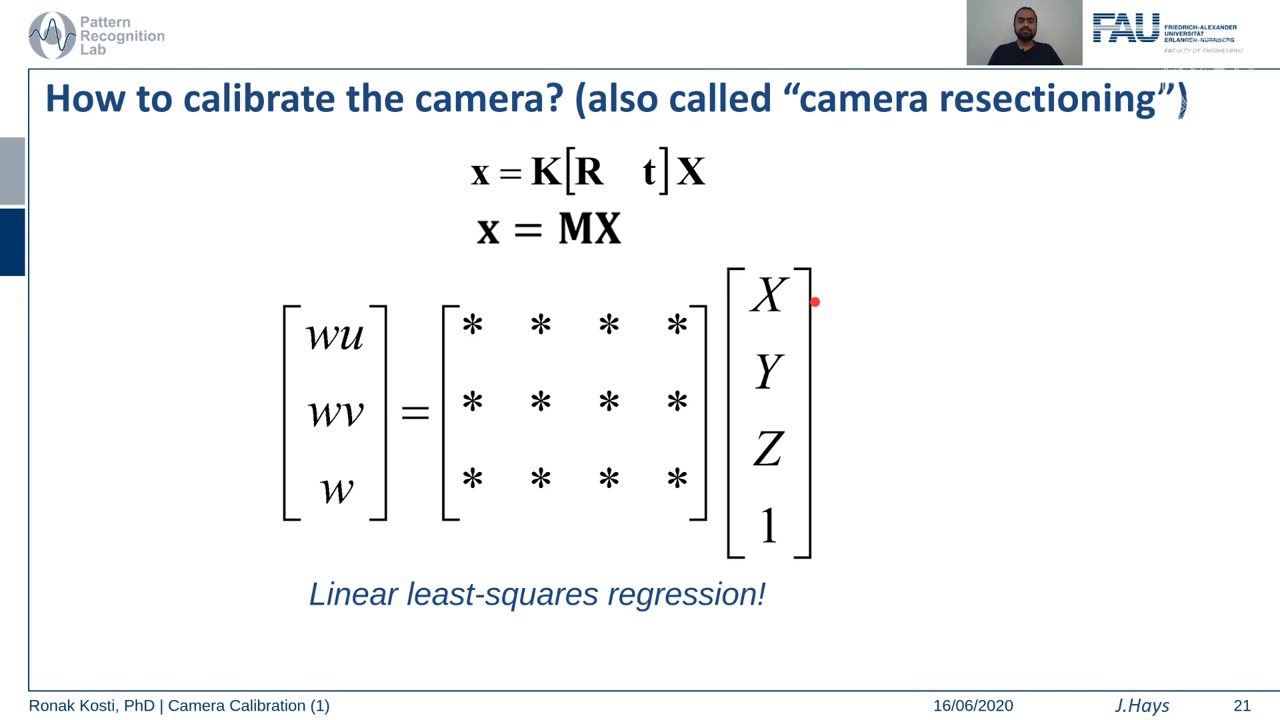 Pattern
Recognition
Lab
FAU
FRIEDRICH-ALEXANDER
UNIVERSITÄT
ERLANGEN-NÜRNBERG
FACULTY OF ENGINEERING
How to calibrate the camera? (also called “camera resectioning”)
x = K[R t]X
x = MX
[wu wv w] = [* * * * * * * * * * * *] [X Y Z 1]
Linear least-squares regression!
Ronak Kosti, PhD | Camera Calibration (1)
16/06/2020
J.Hays
21